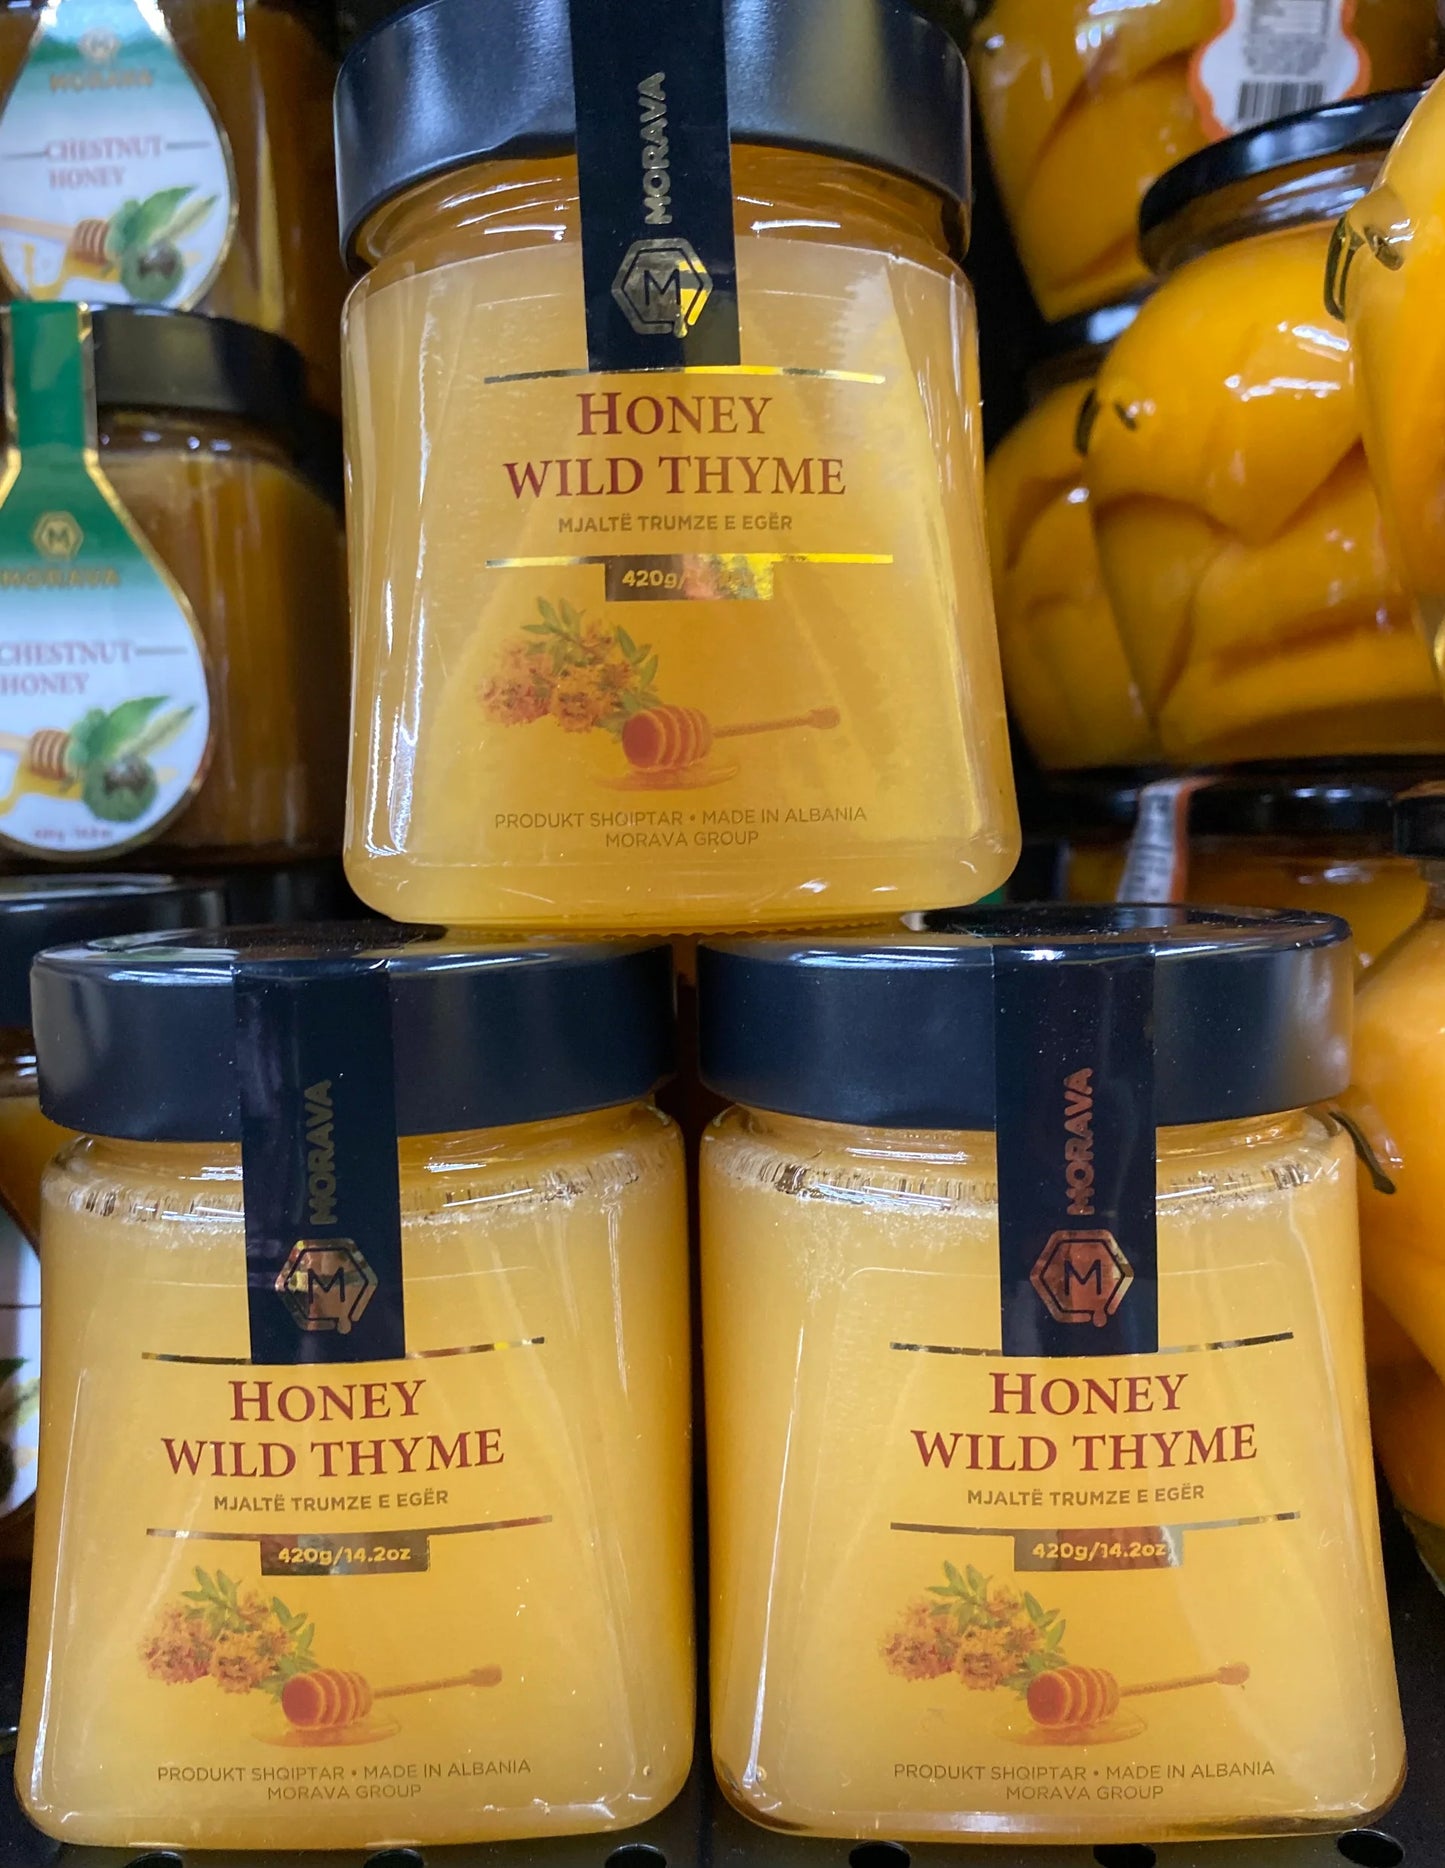 MORAVA
CHESTNUT
HONEY
MORAVA
M
HONEY
WILD THYME
MJALTË TRUMZE E EGËR
420g/
PRODUKT SHQIPTAR • MADE IN ALBANIA
MORAVA GROUP
M
MORAVA
CHESTNUT
HONEY
MORAVA
M
HONEY
WILD THYME
MJALTË TRUMZE E EGËR
420g/14.2oz
PRODUKT SHQIPTAR • MADE IN ALBANIA
MORAVA GROUP
MORAVA
M
HONEY
WILD THYME
MJALTË TRUMZE E EGËR
420g/14.2oz
PRODUKT SHQIPTAR • MADE IN ALBANIA
MORAVA GROUP